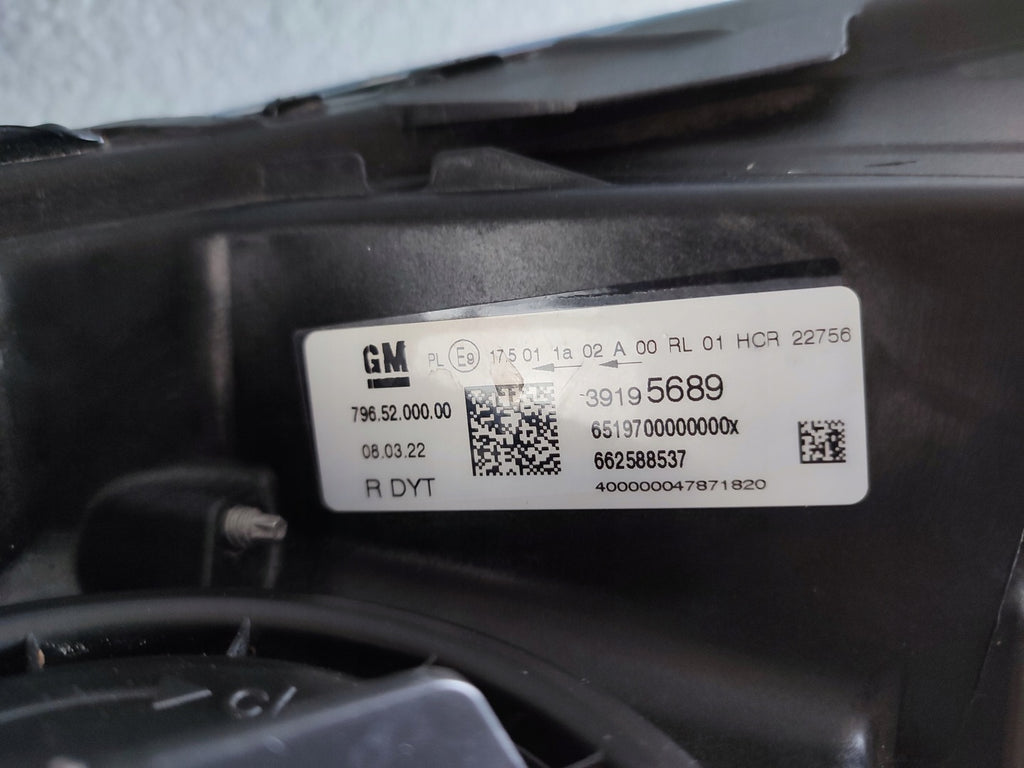 GM
PL E9 17.5 01 1a 02 A 00 RL 01 HCR 22756
39195689
796.52.000.00
6519700000000X
08.03.22
662588537
R DYT
400000047871820